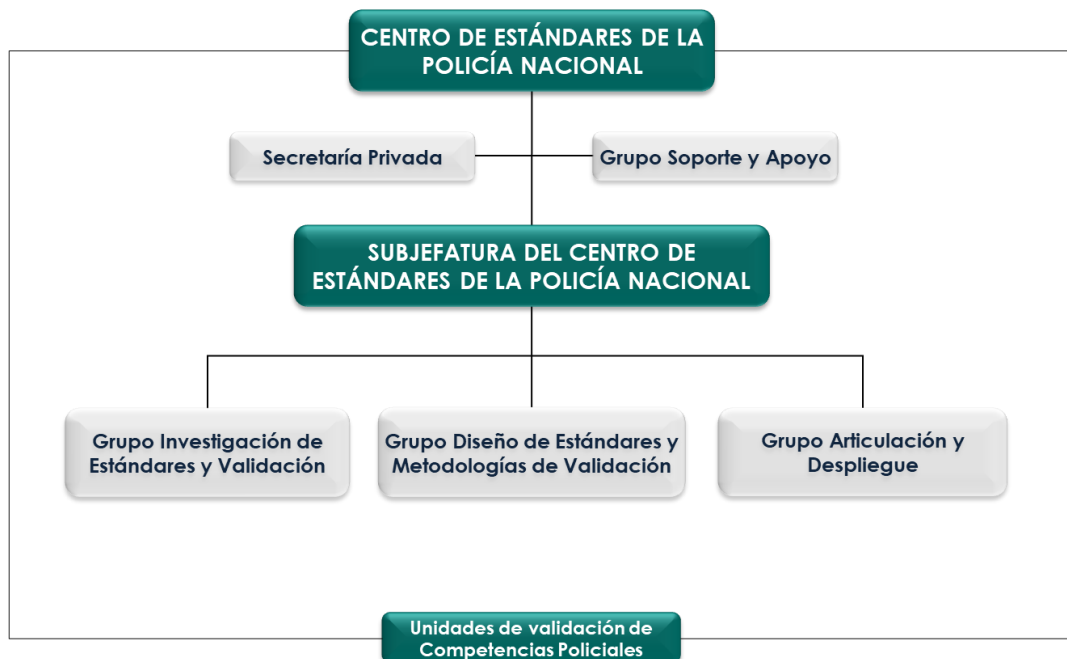 CENTRO DE ESTÁNDARES DE LA
POLICÍA NACIONAL
Secretaría Privada
Grupo Soporte y Apoyo
SUBJEFATURA DEL CENTRO DE
ESTÁNDARES DE LA POLICÍA NACIONAL
Grupo Investigación de
Estándares y Validación
Grupo Diseño de Estándares y
Metodologías de Validación
Grupo Articulación y
Despliegue
Unidades de validación de
Competencias Policiales